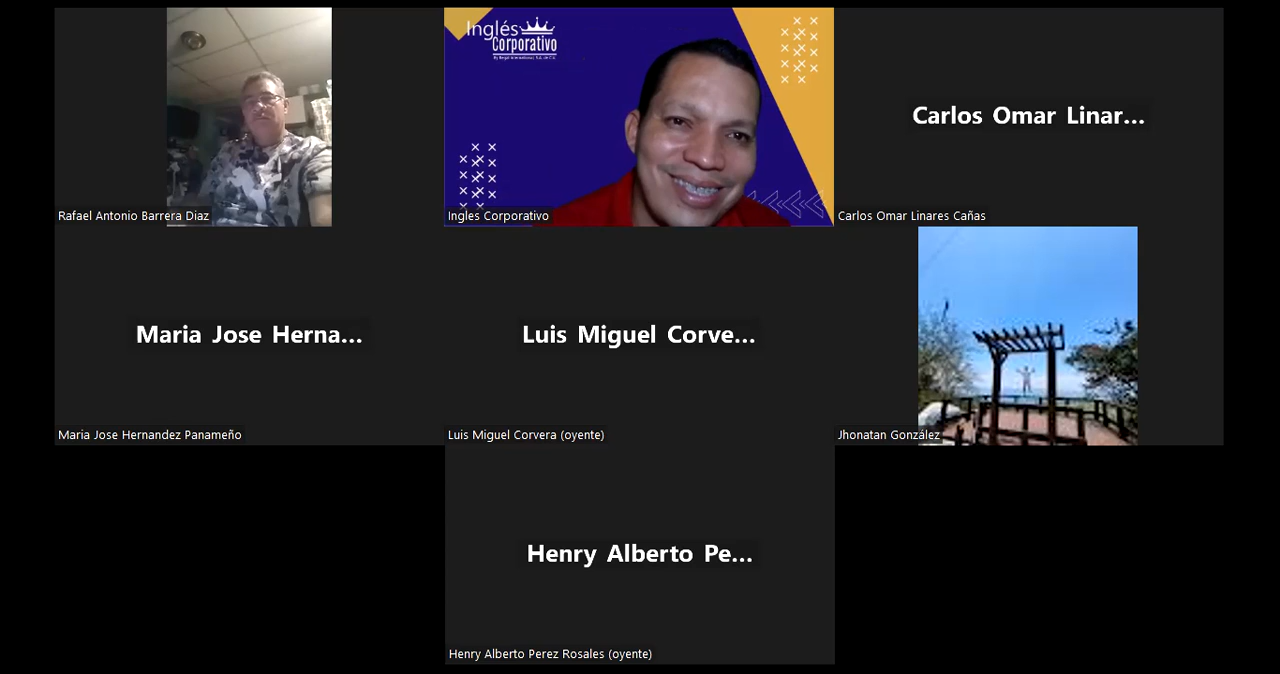 Inglés
Corporativo
Rafael Antonio Barrera Diaz
Ingles Corporativo
Carlos Omar Linar...
Carlos Omar Linares Cañas
Maria Jose Herna...
Maria Jose Hernandez Panameño
Luis Miguel Corve...
Luis Miguel Corvera (oyente)
Jhonatan González
Henry Alberto Pe...
Henry Alberto Perez Rosales (oyente)